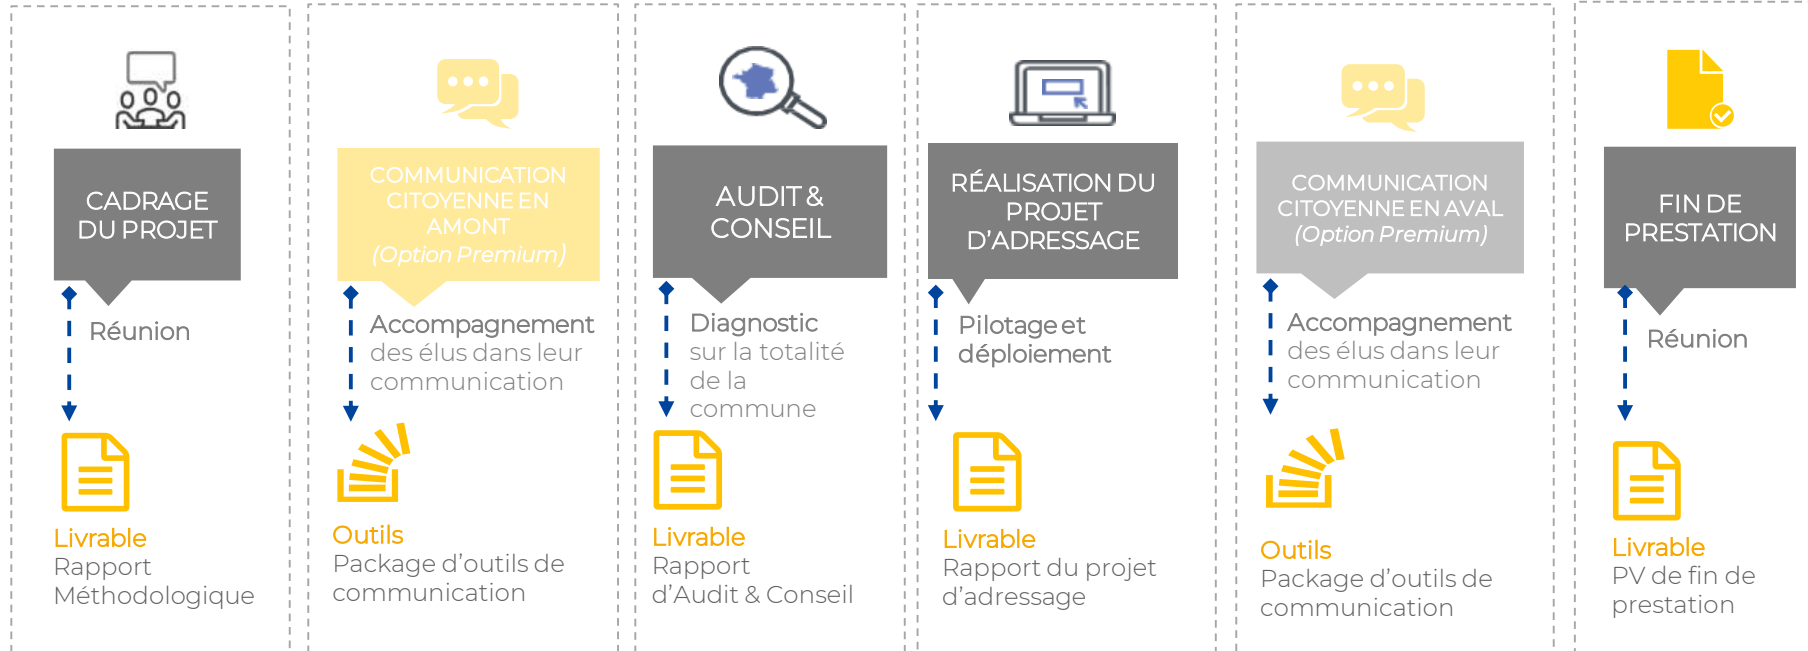 CADRAGE
DU PROJET
Réunion
Livrable
Rapport
Méthodologique
COMMUNICATION
CITOYENNE EN
AMONT
(Option Premium)
Accompagnement
des élus dans leur
communication
Outils
Package d’outils de
communication
AUDIT &
CONSEIL
Diagnostic
sur la totalité
de la
commune
Livrable
Rapport
d’Audit & Conseil
RÉALISATION DU
PROJET
D’ADRESSAGE
Pilotage et
déploiement
Livrable
Rapport du projet
d’adressage
COMMUNICATION
CITOYENNE EN AVAL
(Option Premium)
Accompagnement
des élus dans leur
communication
Outils
Package d’outils de
communication
FIN DE
PRESTATION
Réunion
Livrable
PV de fin de
prestation